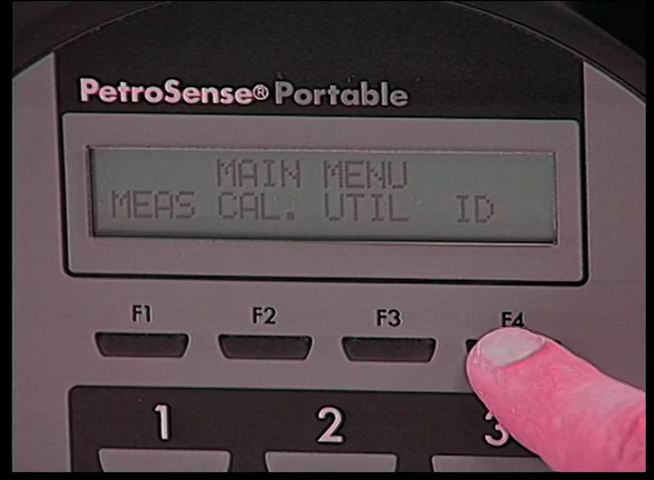 PetroSense® Portable
MAIN MENU
MEAS CAL. UTIL ID
F1 F2 F3 F4
1 2 3